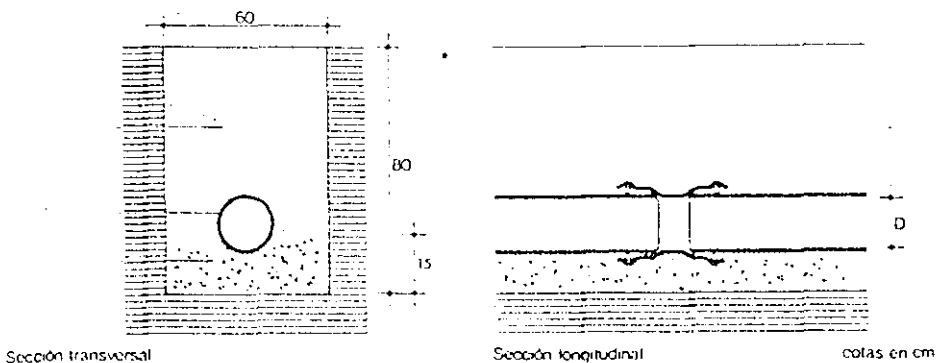 60
80
15
D
Sección transversal
Sección longitudinal
cotas en cm